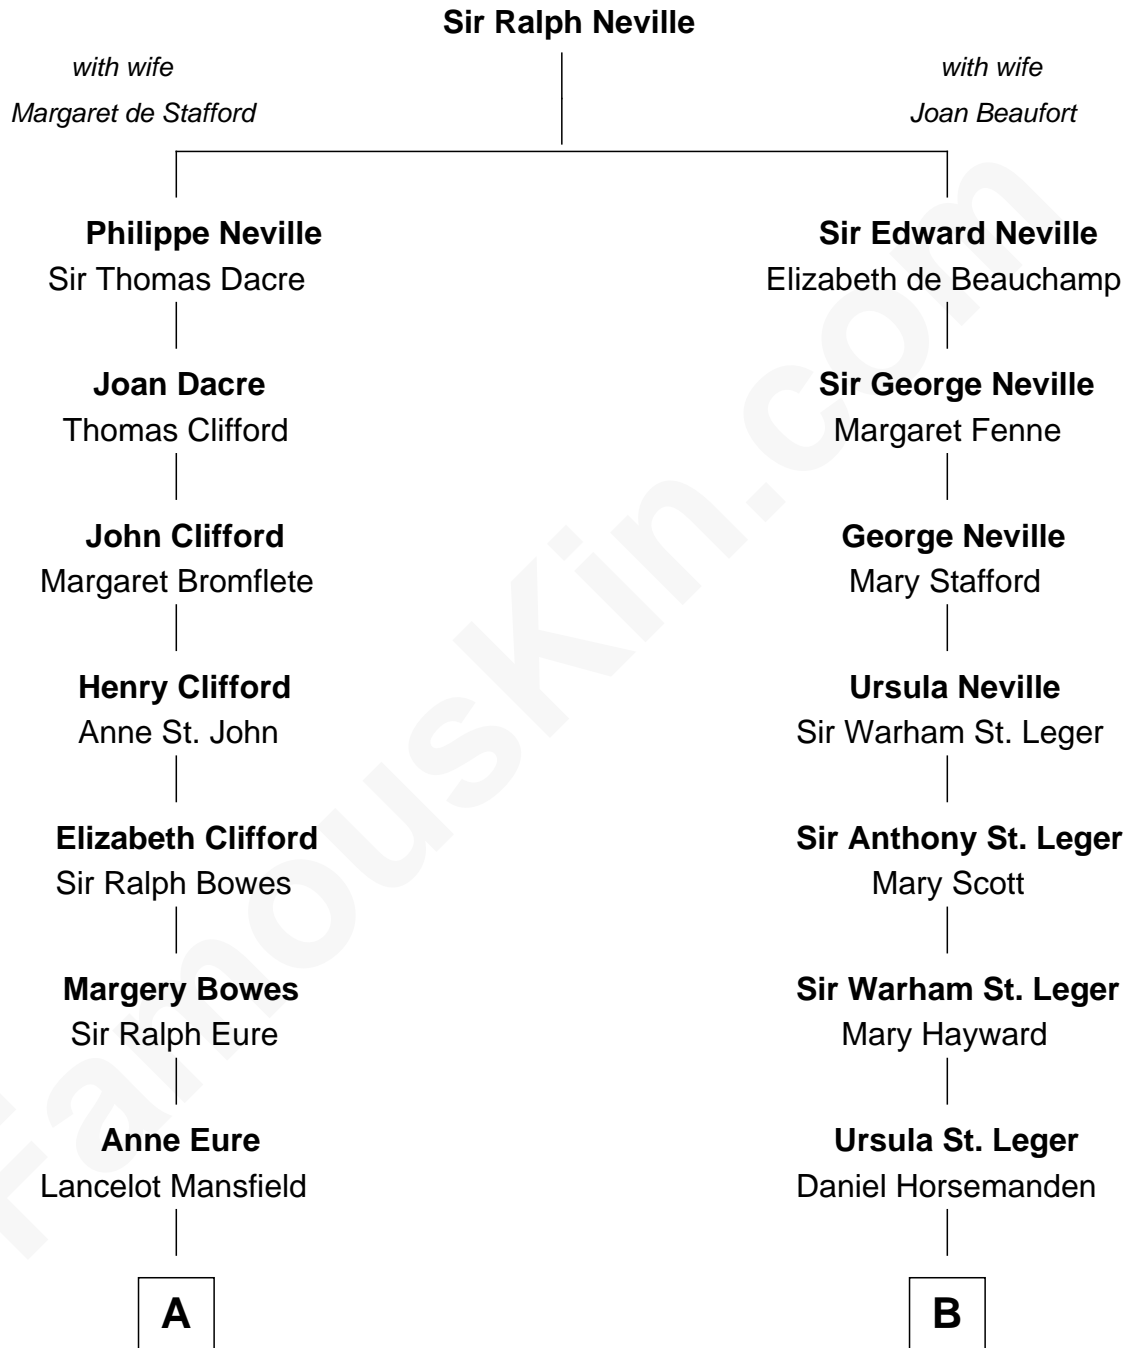 Sir Ralph Neville
with wife
Margaret de Stafford
with wife
Joan Beaufort
Philippe Neville
Sir Thomas Dacre
Joan Dacre
Thomas Clifford
John Clifford
Margaret Bromflete
Henry Clifford
Anne St. John
Elizabeth Clifford
Sir Ralph Bowes
Margery Bowes
Sir Ralph Eure
Anne Eure
Lancelot Mansfield
A
Sir Edward Neville
Elizabeth de Beauchamp
Sir George Neville
Margaret Fenne
George Neville
Mary Stafford
Ursula Neville
Sir Warham St. Leger
Sir Anthony St. Leger
Mary Scott
Sir Warham St. Leger
Mary Hayward
Ursula St. Leger
Daniel Horsemanden
B
FamousKin.com